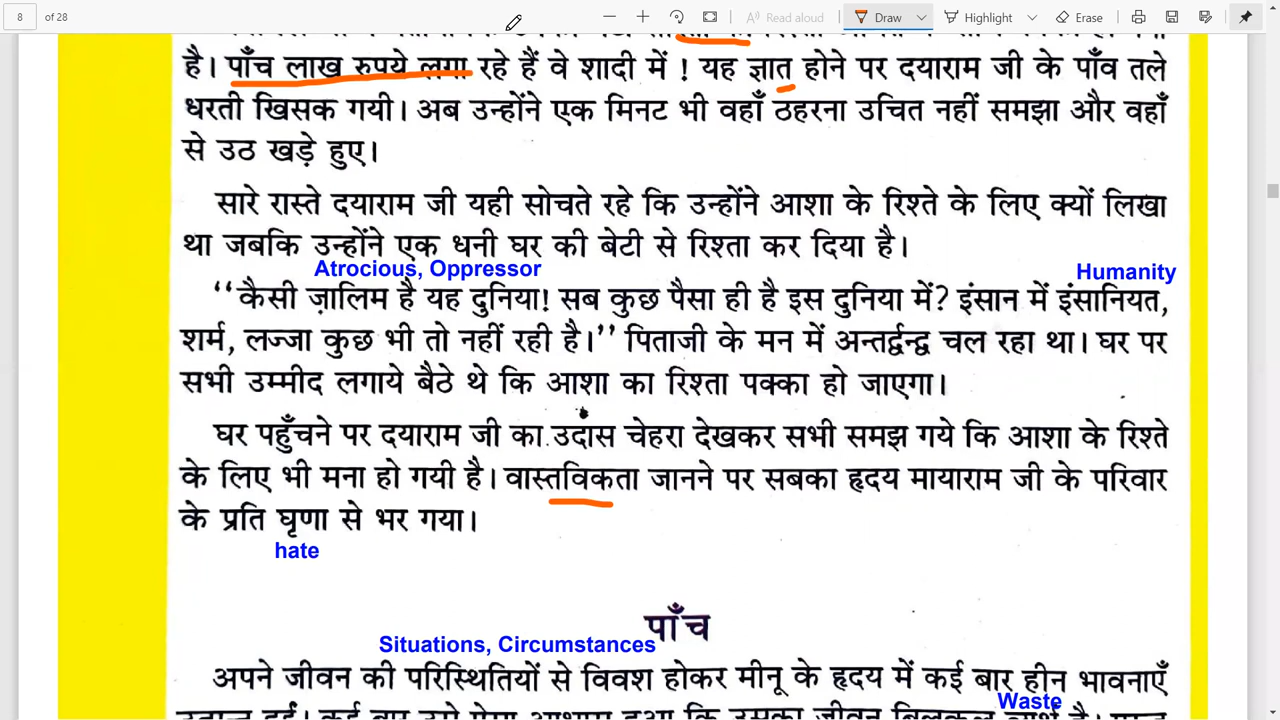 8 of 28 Read aloud Draw Highlight Erase
है। पाँच लाख रुपये लगा रहे हैं वे शादी में ! यह ज्ञात होने पर दयाराम जी के पाँव तले
धरती खिसक गयी। अब उन्होंने एक मिनट भी वहाँ ठहरना उचित नहीं समझा और वहाँ
से उठ खड़े हुए।
सारे रास्ते दयाराम जी यही सोचते रहे कि उन्होंने आशा के रिश्ते के लिए क्यों लिखा
था जबकि उन्होंने एक धनी घर की बेटी से रिश्ता कर दिया है।
Atrocious, Oppressor Humanity
‘‘कैसी ज़ालिम है यह दुनिया! सब कुछ पैसा ही है इस दुनिया में? इंसान में इंसानियत,
शर्म, लज्जा कुछ भी तो नहीं रही है।’’ पिताजी के मन में अन्तर्द्वन्द्व चल रहा था। घर पर
सभी उम्मीद लगाये बैठे थे कि आशा का रिश्ता पक्का हो जाएगा।
घर पहुँचने पर दयाराम जी का उदास चेहरा देखकर सभी समझ गये कि आशा के रिश्ते
के लिए भी मना हो गयी है। वास्तविकता जानने पर सबका हृदय मायाराम जी के परिवार
के प्रति घृणा से भर गया।
hate
पाँच
Situations, Circumstances
अपने जीवन की परिस्थितियों से विवश होकर मीनू के हृदय में कई बार हीन भावनाएँ
Waste